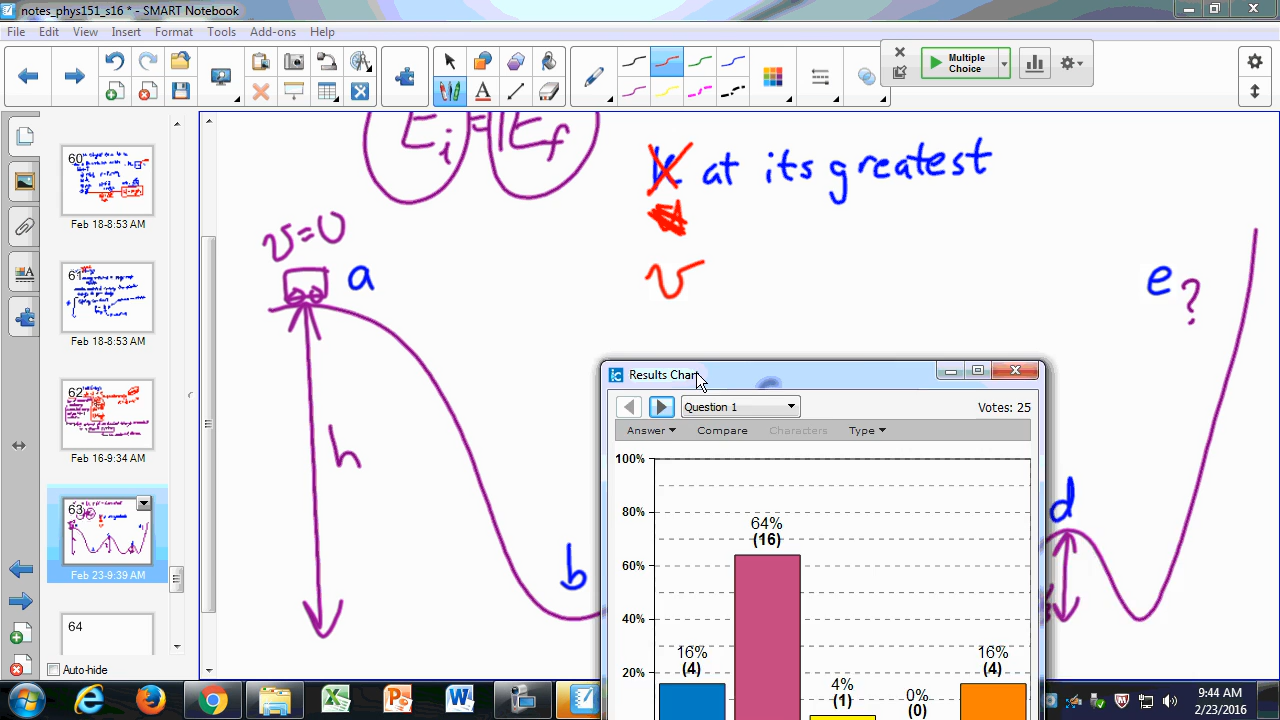 notes_phys151_s16 * - SMART Notebook
File Edit View Insert Format Tools Add-ons Help
Multiple
Choice
Ei = Ef
K at its greatest
v
v=0
a
e
?
h
b
d
60
Feb 18-8:53 AM
61
Feb 18-8:53 AM
62
Feb 16-9:34 AM
63
Feb 23-9:39 AM
64
Auto-hide
Results Chart
Question 1
Votes: 25
Answer Compare Characters Type
100%
80%
60%
40%
20%
16%
(4)
64%
(16)
4%
(1)
0%
(0)
16%
(4)
9:44 AM
2/23/2016